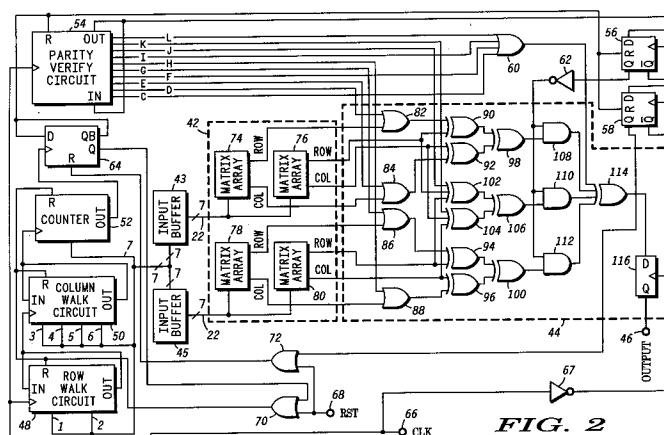 54
R OUT
PARITY VERIFY CIRCUIT
IN
L
K
J
I
H
G
F
E
D
C
60
62
56
R D
Q IQ
58
R D
Q IQ
D QB
Q
R
64
42
74
MATRIX ARRAY
ROW
COL
76
MATRIX ARRAY
ROW
COL
82
84
86
88
90
92
98
102
104
106
94
96
100
108
110
112
114
R
COUNTER
52
7
43
INPUT BUFFER
7
22
7
7
7
45
INPUT BUFFER
7
22
78
MATRIX ARRAY
ROW
COL
80
MATRIX ARRAY
ROW
COL
44
116
D
Q
46
OUTPUT
R
IN OUT
COLUMN WALK CIRCUIT
3 4 5 6 50
R
IN OUT
ROW WALK CIRCUIT
48
1 2
72
70
68
RST
67
66
CLK
FIG. 2